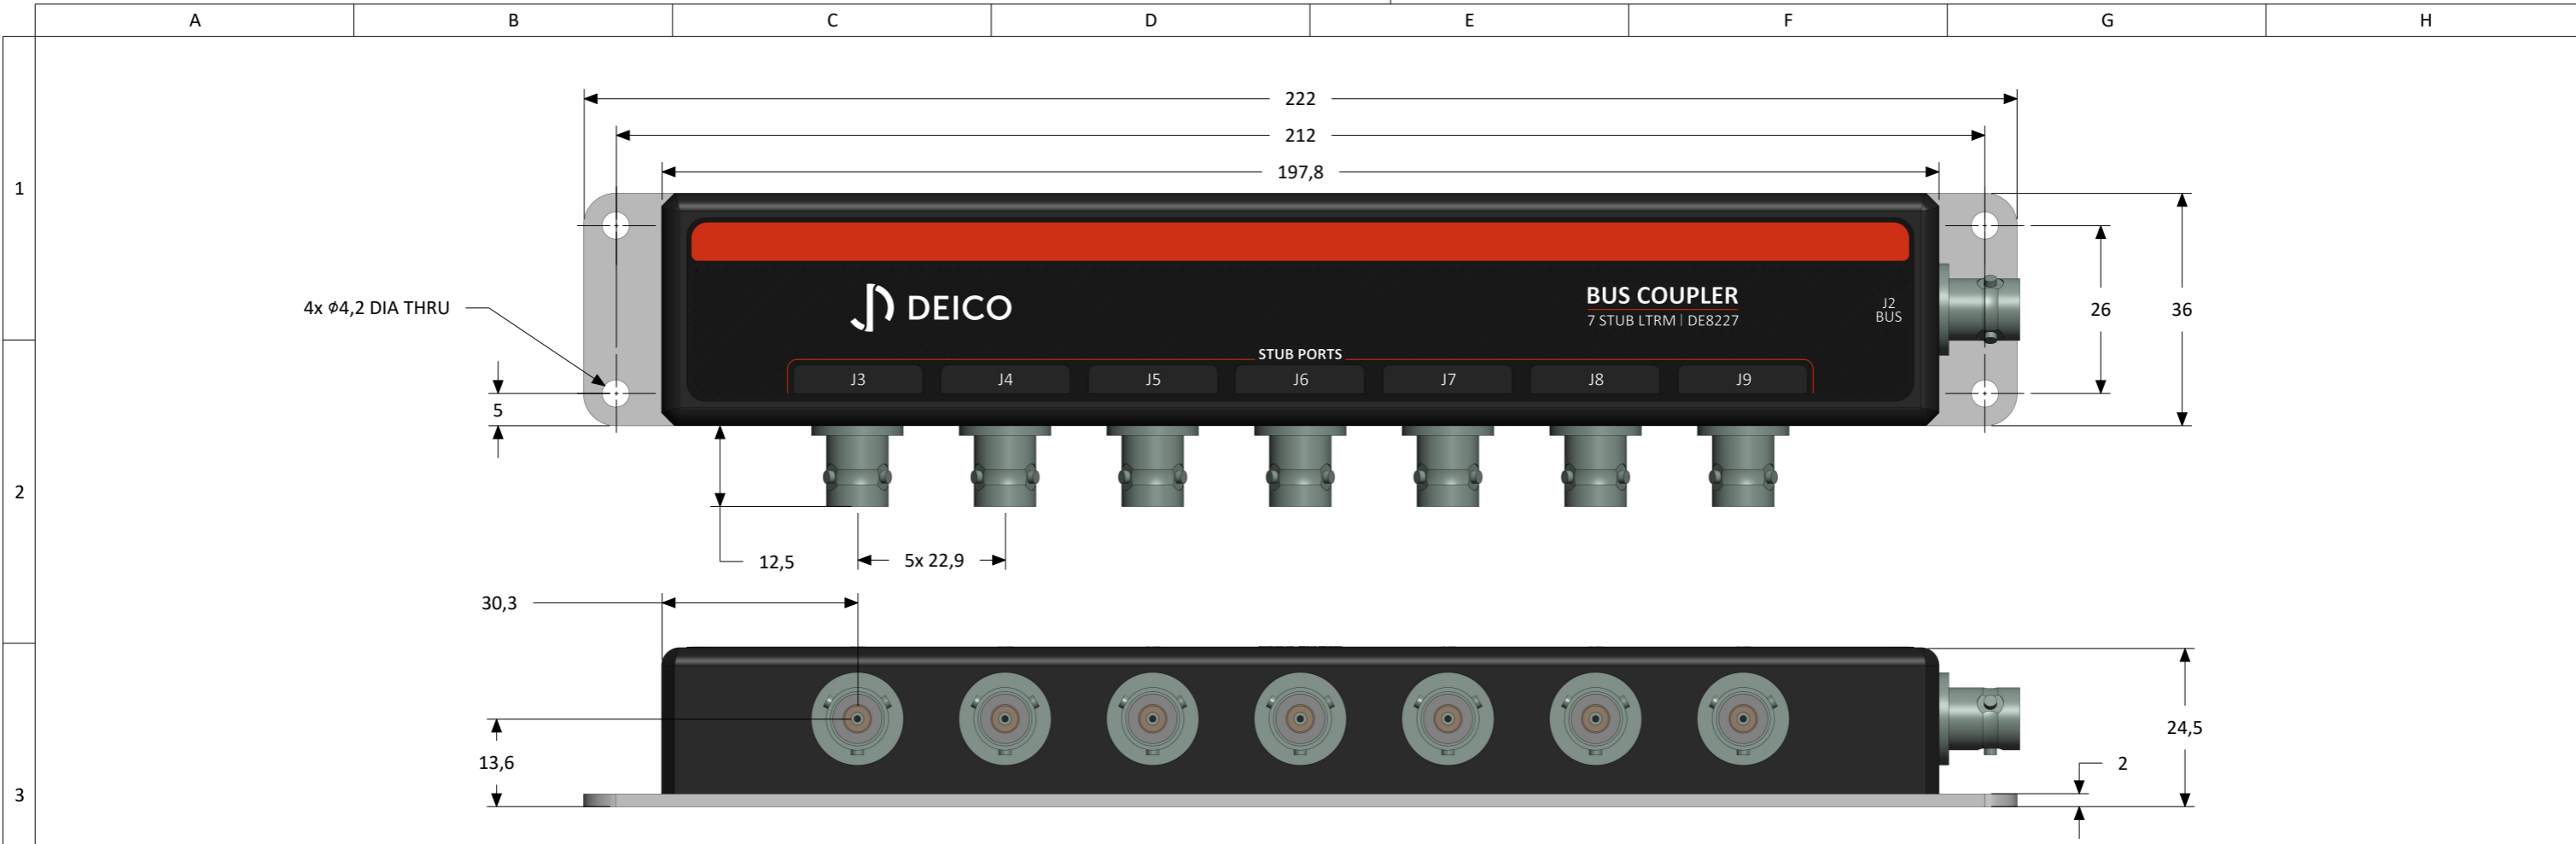 A B C D E F G H
222
212
1
197,8
4x ⌀4,2 DIA THRU
DEICO
BUS COUPLER
7 STUB LTRM | DE8227
J2
BUS
26
36
STUB PORTS
J3 J4 J5 J6 J7 J8 J9
5
2
12,5
5x 22,9
30,3
24,5
13,6
2
3